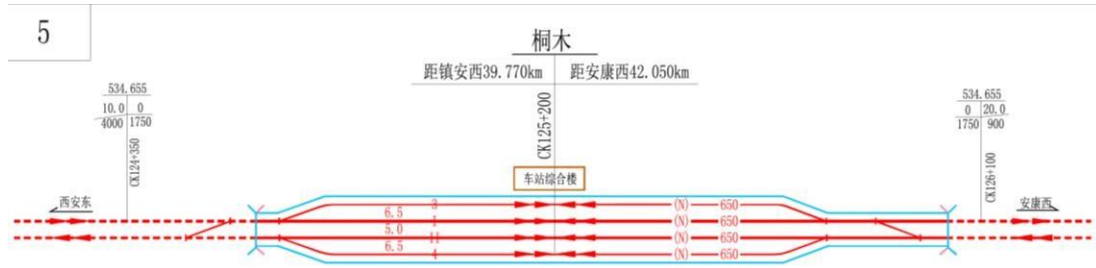 5
桐木
距镇安西39.770km 距安康西42.050km
534.655
10.0 0
4000 1750
CK124+350
CK125+200
534.655
0 20.0
1750 900
CK126+100
车站综合楼
西安东
安康西
3 (N) 650
6.5
1 (N) 650
5.0
11 (N) 650
6.5
4 (N) 650